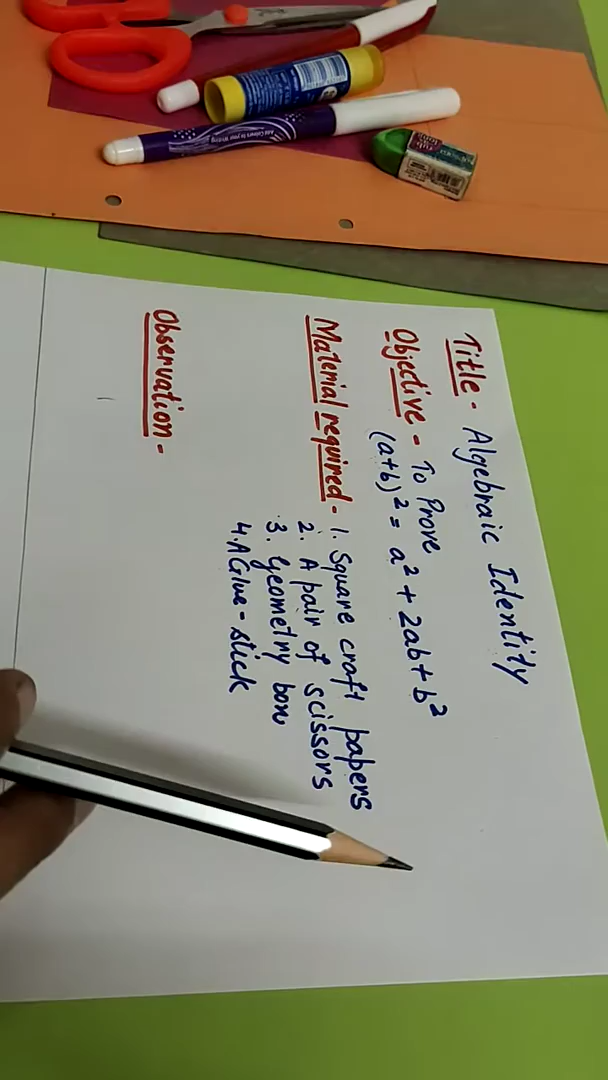 Title - Algebraic Identity
Objective - To Prove
(a+b)² = a² + 2ab + b²
Material required - 1. Square craft papers
2. A pair of scissors
3. Geometry box
4. A Glue-stick
Observation -